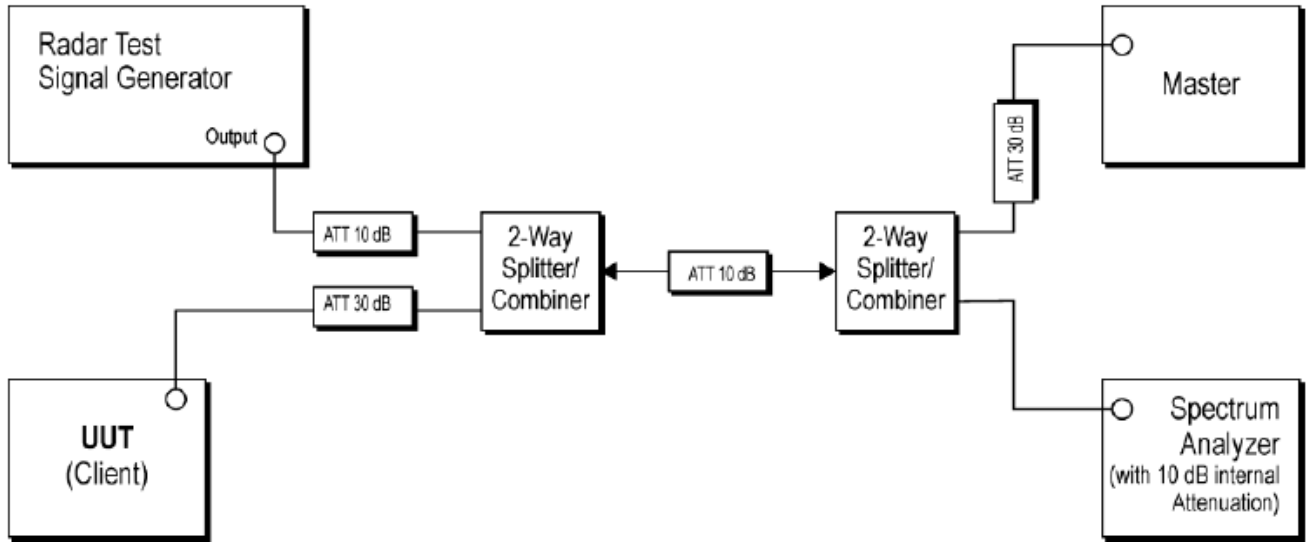 Radar Test
Signal Generator
Output
ATT 10 dB
2-Way
Splitter/
Combiner
ATT 10 dB
2-Way
Splitter/
Combiner
ATT 30 dB
Master
ATT 30 dB
UUT
(Client)
Spectrum
Analyzer
(with 10 dB internal
Attenuation)